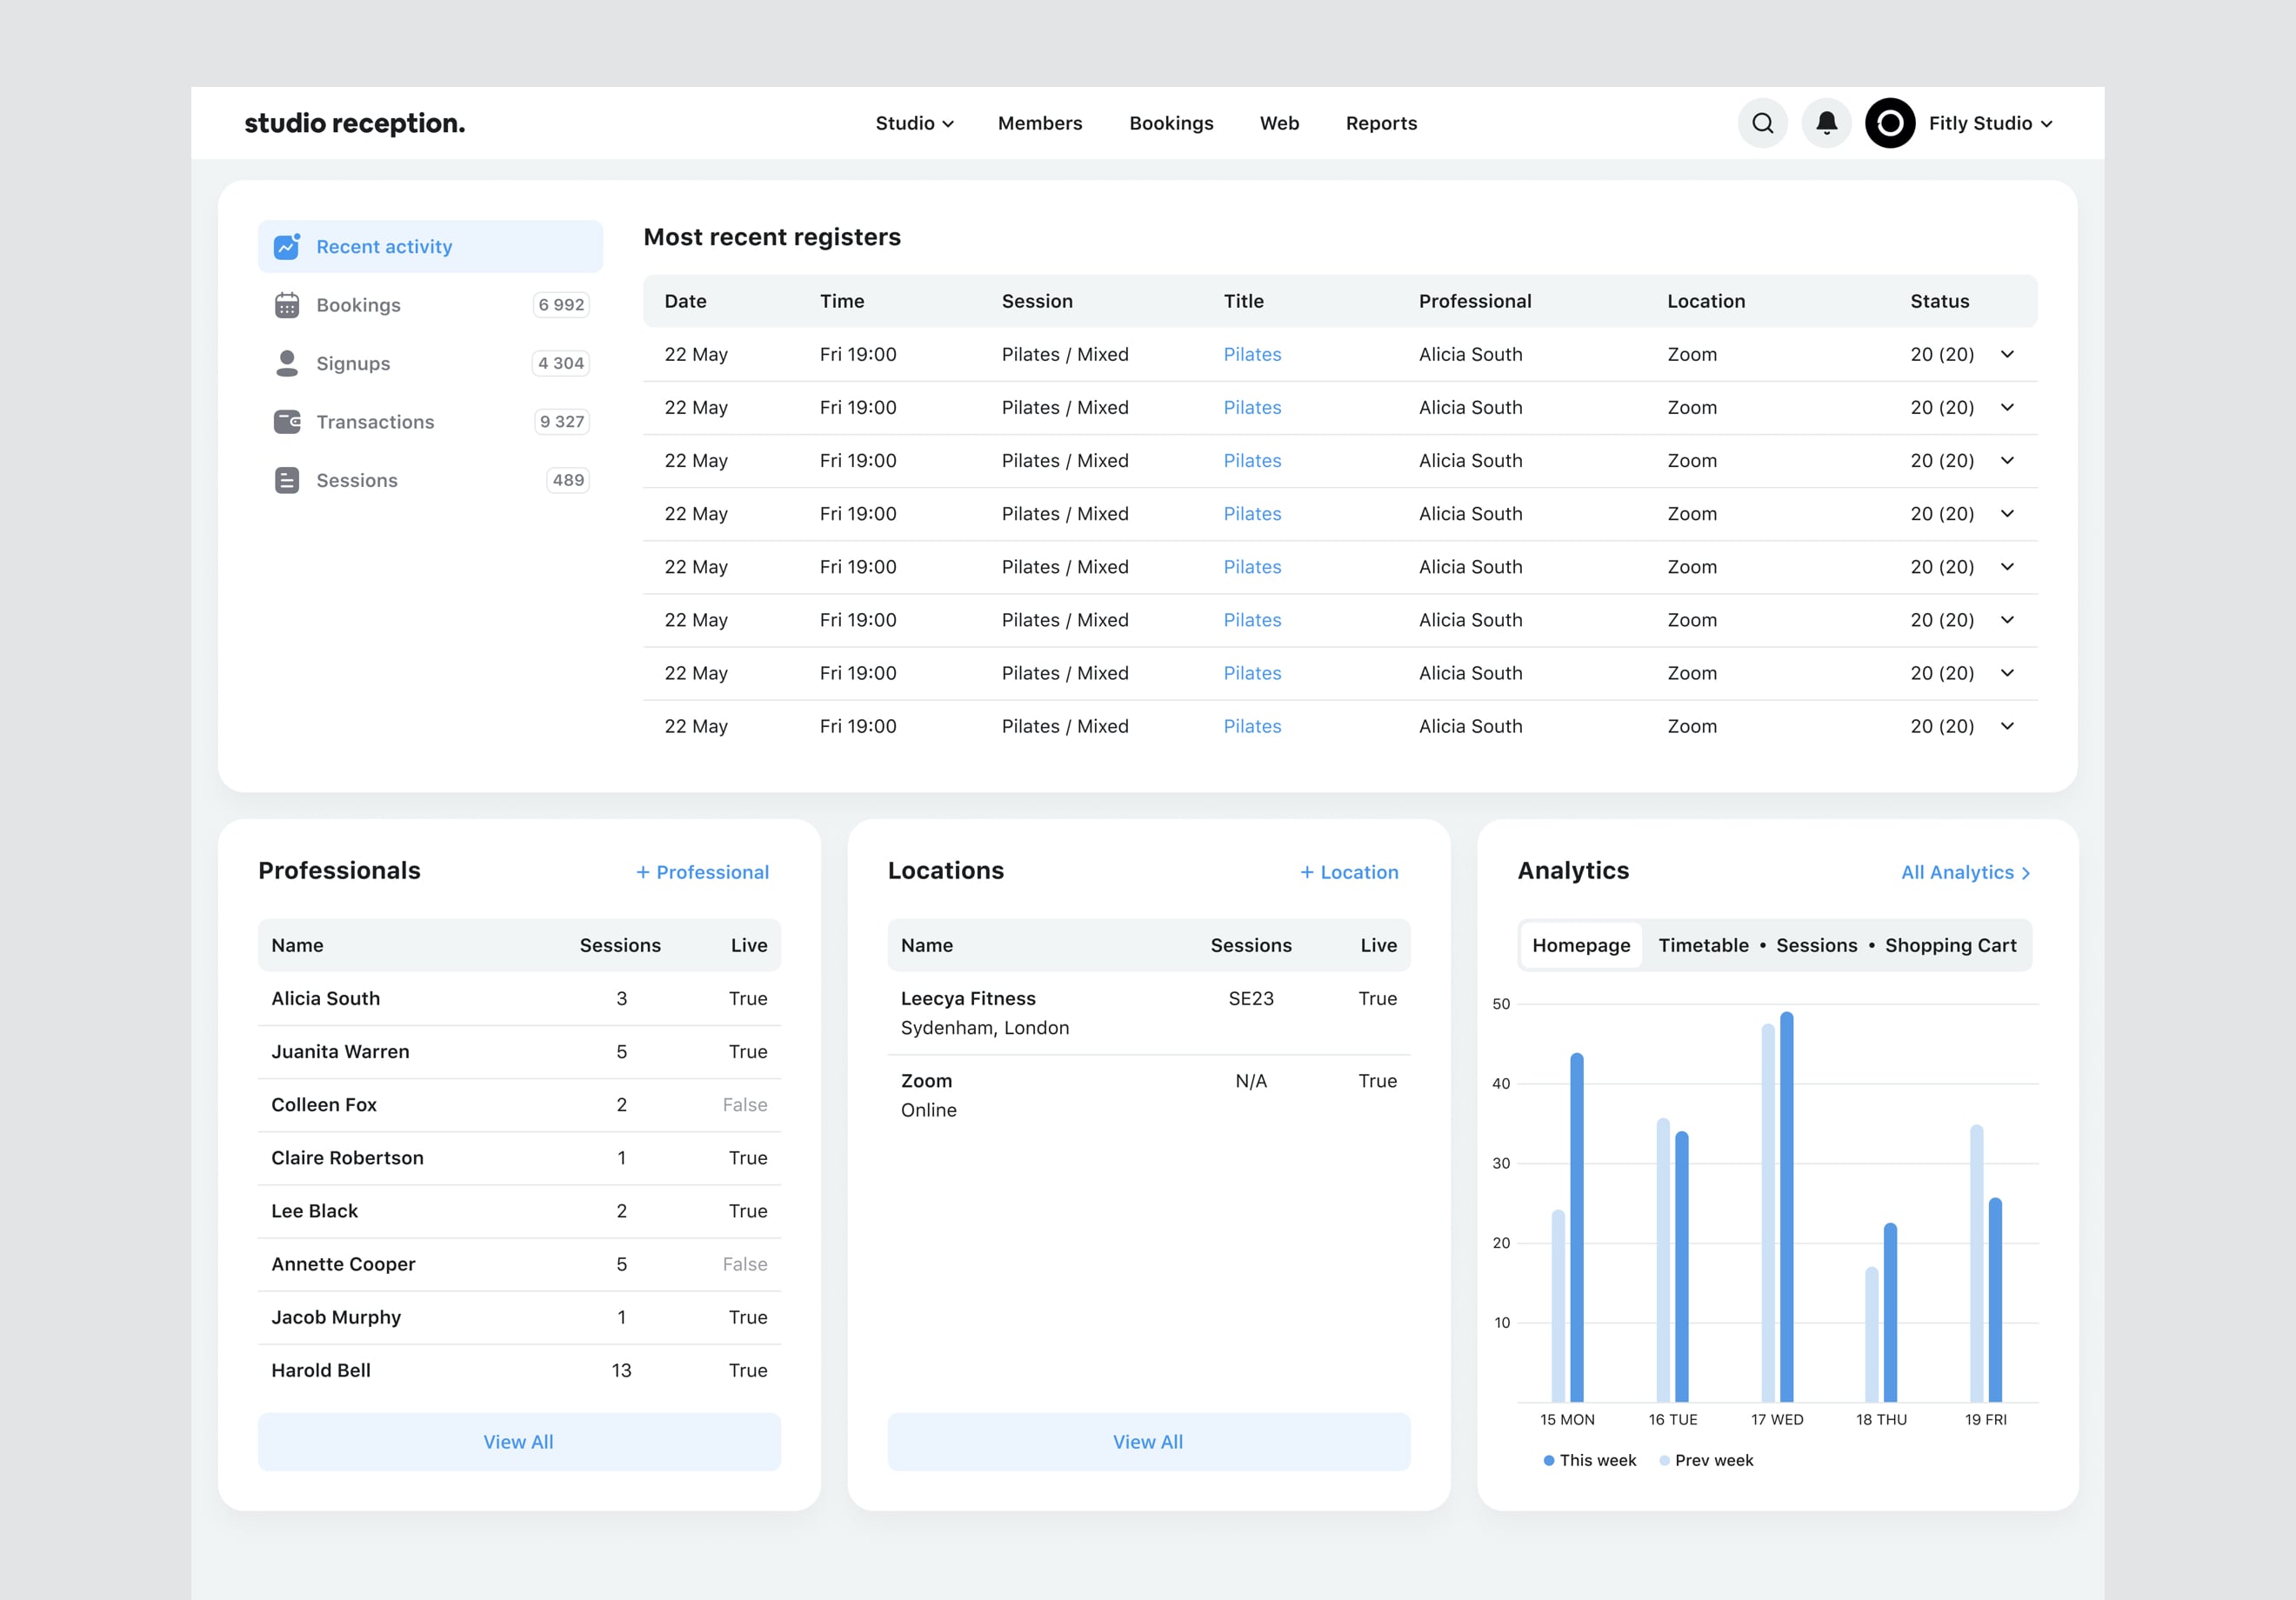 studio reception.
Studio Members Bookings Web Reports
Fitly Studio
Recent activity
Bookings 6 992
Signups 4 304
Transactions 9 327
Sessions 489
Most recent registers
Date Time Session Title Professional Location Status
22 May Fri 19:00 Pilates / Mixed Pilates Alicia South Zoom 20 (20)
22 May Fri 19:00 Pilates / Mixed Pilates Alicia South Zoom 20 (20)
22 May Fri 19:00 Pilates / Mixed Pilates Alicia South Zoom 20 (20)
22 May Fri 19:00 Pilates / Mixed Pilates Alicia South Zoom 20 (20)
22 May Fri 19:00 Pilates / Mixed Pilates Alicia South Zoom 20 (20)
22 May Fri 19:00 Pilates / Mixed Pilates Alicia South Zoom 20 (20)
22 May Fri 19:00 Pilates / Mixed Pilates Alicia South Zoom 20 (20)
22 May Fri 19:00 Pilates / Mixed Pilates Alicia South Zoom 20 (20)
Professionals + Professional
Name Sessions Live
Alicia South 3 True
Juanita Warren 5 True
Colleen Fox 2 False
Claire Robertson 1 True
Lee Black 2 True
Annette Cooper 5 False
Jacob Murphy 1 True
Harold Bell 13 True
View All
Locations + Location
Name Sessions Live
Leecya Fitness SE23 True
Sydenham, London
Zoom N/A True
Online
View All
Analytics All Analytics
Homepage Timetable • Sessions • Shopping Cart
50
40
30
20
10
15 MON 16 TUE 17 WED 18 THU 19 FRI
This week Prev week